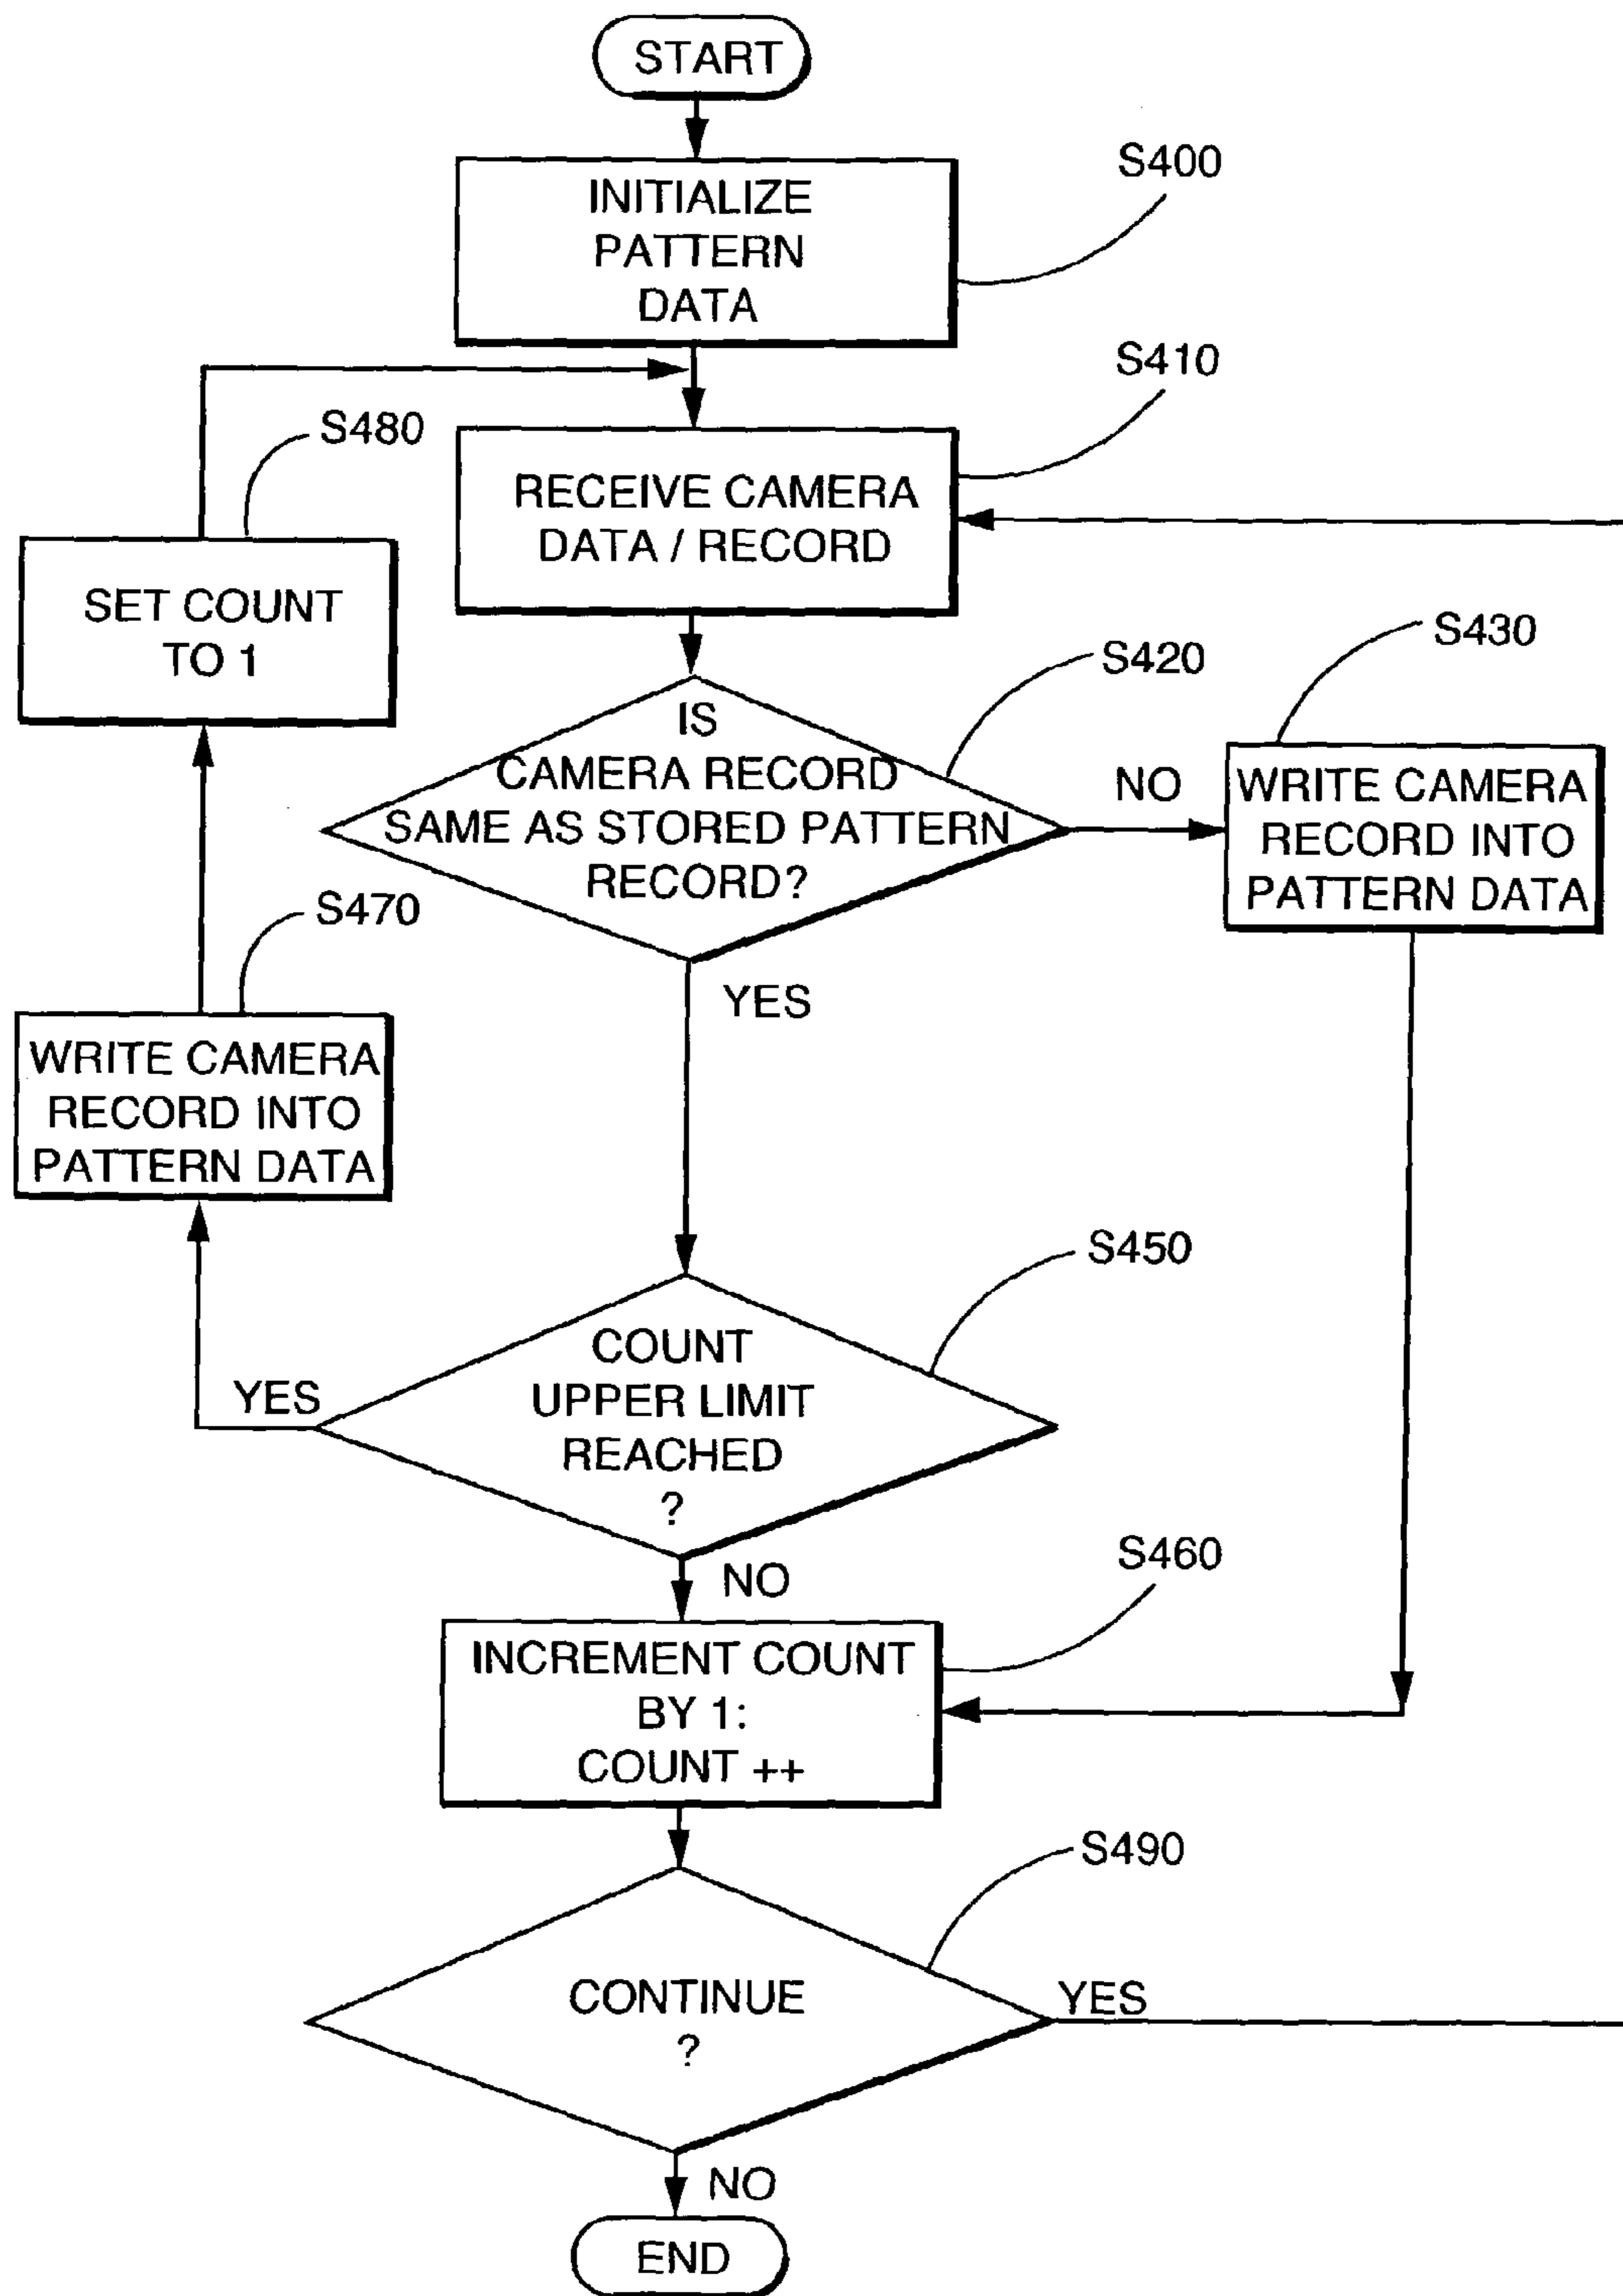 START
S400
INITIALIZE
PATTERN
DATA
S410
S480
RECEIVE CAMERA
DATA / RECORD
SET COUNT
TO 1
S430
S420
IS
CAMERA RECORD
SAME AS STORED PATTERN
RECORD?
NO
WRITE CAMERA
RECORD INTO
PATTERN DATA
S470
YES
WRITE CAMERA
RECORD INTO
PATTERN DATA
S450
COUNT
UPPER LIMIT
REACHED
?
YES
NO
S460
INCREMENT COUNT
BY 1:
COUNT ++
S490
CONTINUE
?
YES
NO
END